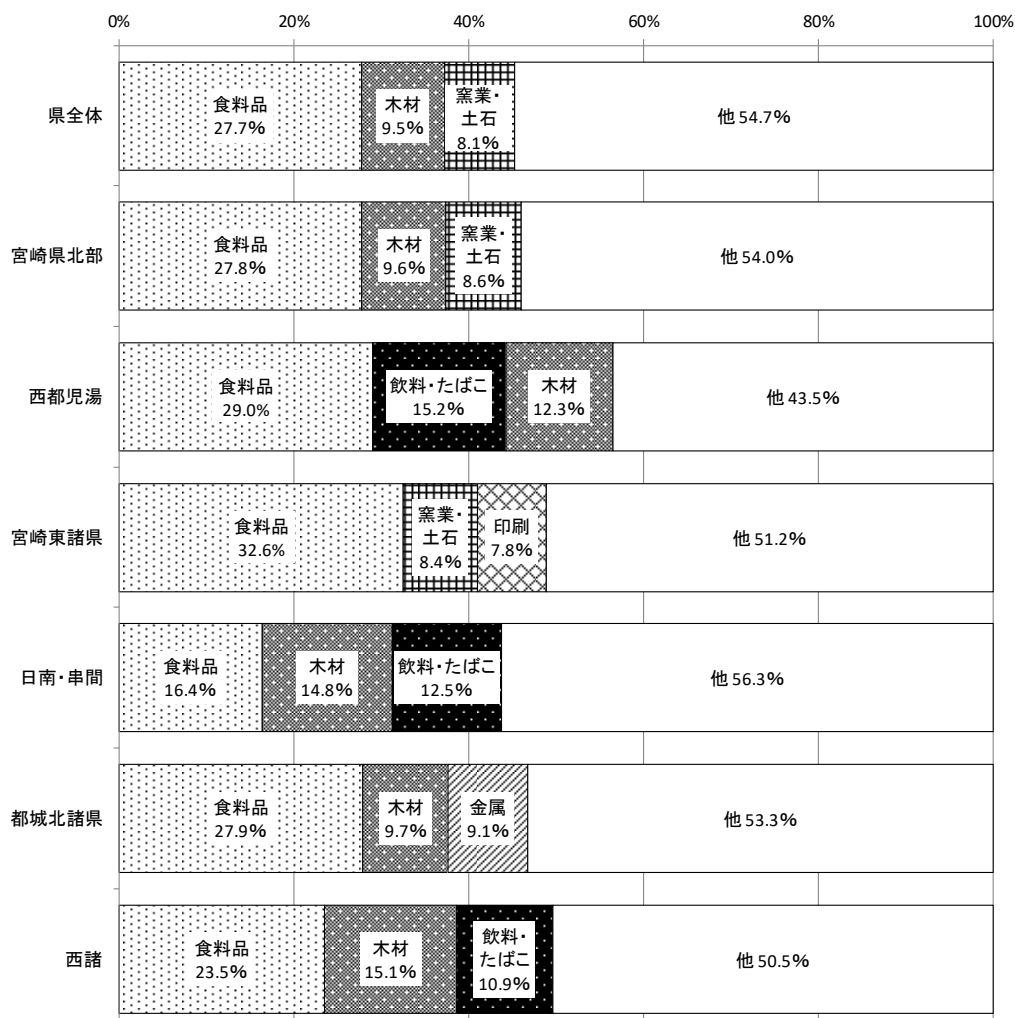 0% 20% 40% 60% 80% 100%
県全体
食料品
27.7%
木材
9.5%
窯業・
土石
8.1%
他 54.7%
宮崎県北部
食料品
27.8%
木材
9.6%
窯業・
土石
8.6%
他 54.0%
西都児湯
食料品
29.0%
飲料・たばこ
15.2%
木材
12.3%
他 43.5%
宮崎東諸県
食料品
32.6%
窯業・
土石
8.4%
印刷
7.8%
他 51.2%
日南・串間
食料品
16.4%
木材
14.8%
飲料・たばこ
12.5%
他 56.3%
都城北諸県
食料品
27.9%
木材
9.7%
金属
9.1%
他 53.3%
西諸
食料品
23.5%
木材
15.1%
飲料・
たばこ
10.9%
他 50.5%